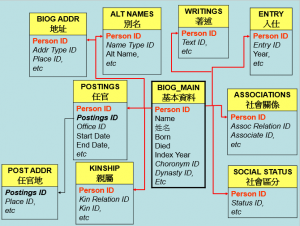 BIOG ADDR
地址
Person ID
Addr Type ID
Place ID,
etc
ALT NAMES
別名
Person ID
Name Type ID
Alt Name,
etc
WRITINGS
著述
Person ID
Text ID,
etc
ENTRY
入仕
Person ID
Entry ID
Year,
etc
POSTINGS
任官
Person ID
Postings ID
Office ID
Start Date
End Date,
etc
BIOG_MAIN
基本資料
Person ID
Name
姓名
Born
Died
Index Year
Choronym ID
Dynasty ID,
Etc
ASSOCIATIONS
社會關係
Person ID
Assoc Relation ID
Associate ID,
etc
POST ADDR
任官地
Postings ID
Place ID,
etc
KINSHIP
親屬
Person ID
Kin Relation ID
Kin ID,
etc
SOCIAL STATUS
社會區分
Person ID
Status ID,
etc